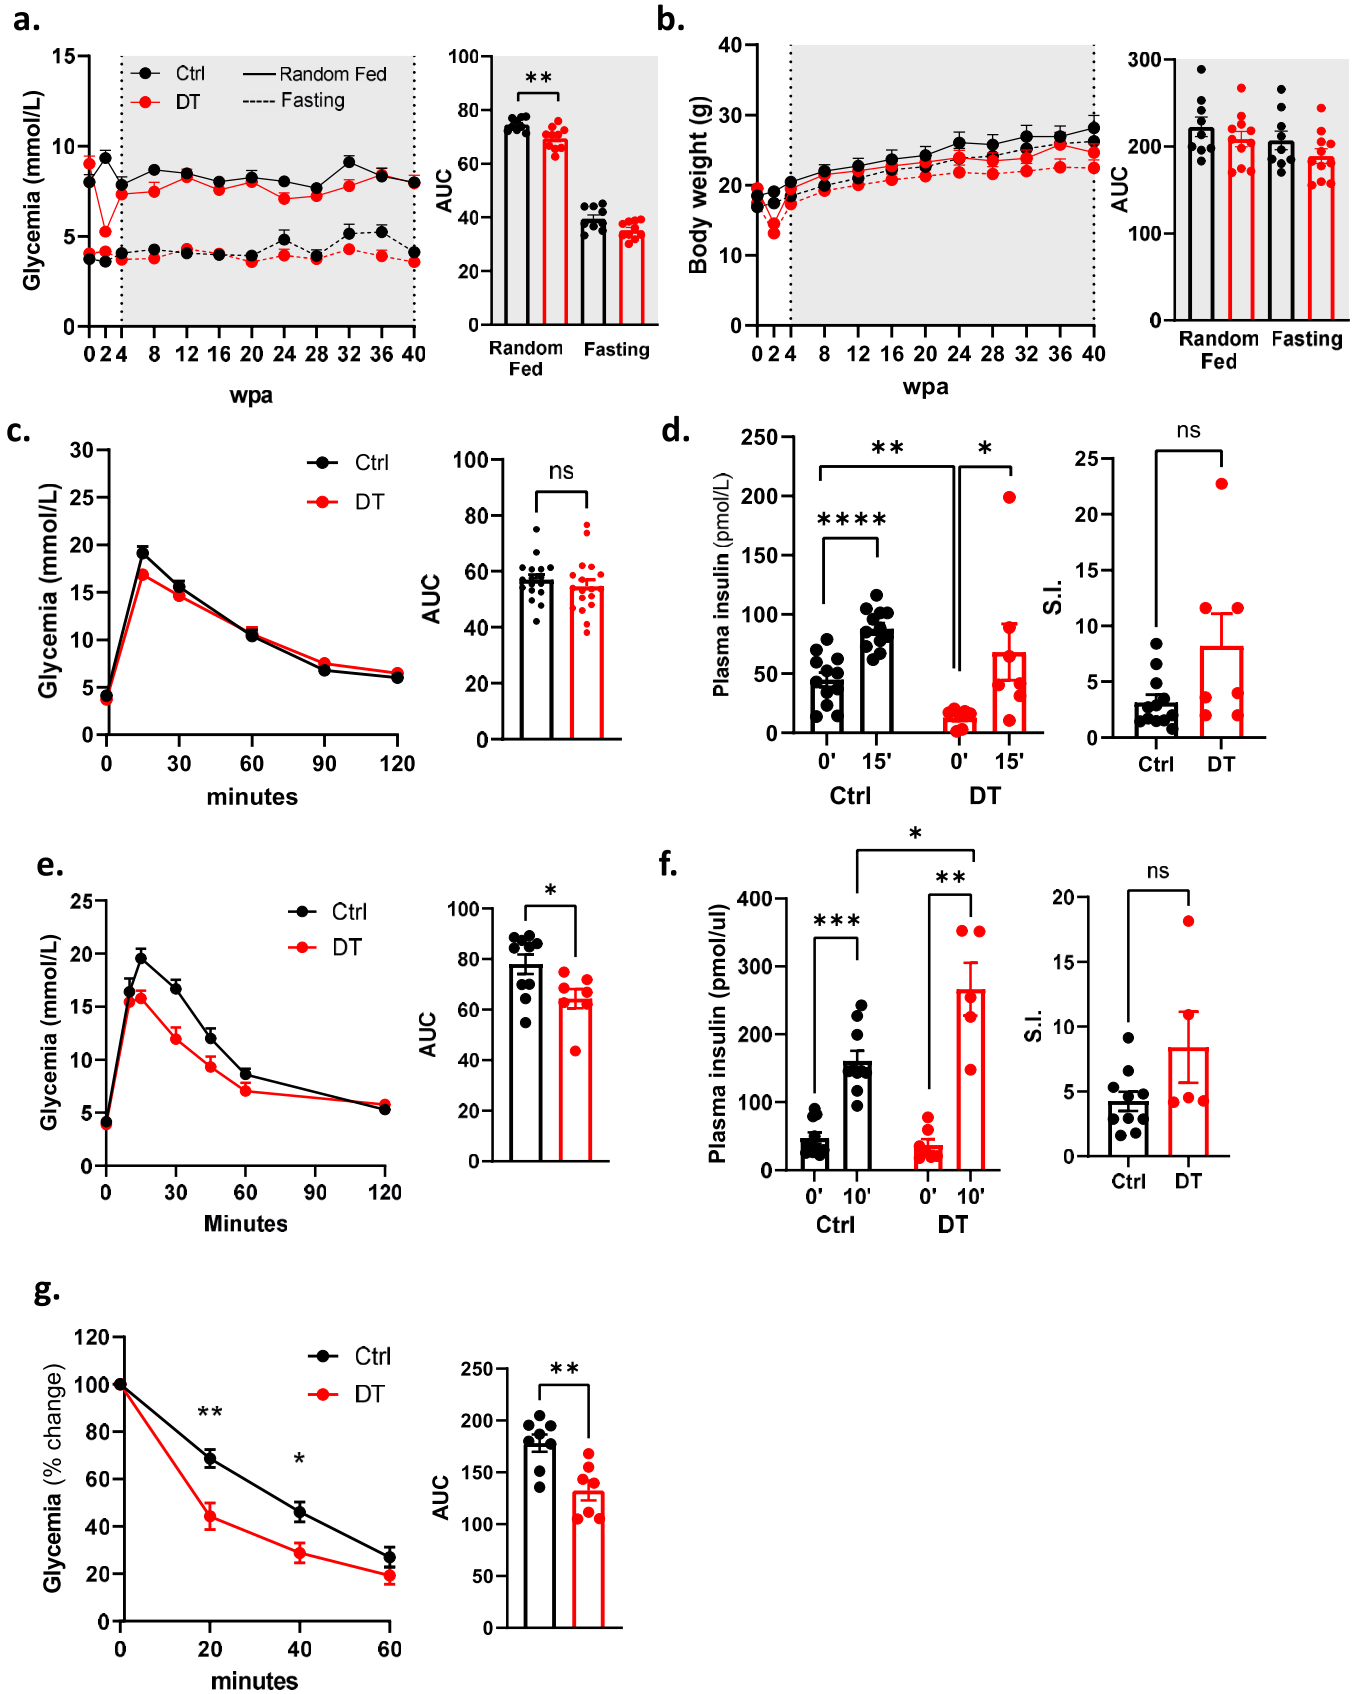 a.
15
10
5
0
Glycemia (mmol/L)
Ctrl
DT
Random Fed
Fasting
0 2 4 8 12 16 20 24 28 32 36 40
wpa
100
80
60
40
20
0
AUC
**
Random Fasting
Fed
b.
40
30
20
10
0
Body weight (g)
0 2 4 8 12 16 20 24 28 32 36 40
wpa
300
200
100
0
AUC
Random Fasting
Fed
c.
30
25
20
15
10
5
0
Glycemia (mmol/L)
Ctrl
DT
0 30 60 90 120
minutes
100
80
60
40
20
0
AUC
ns
d.
250
200
150
100
50
0
Plasma insulin (pmol/L)
** *
****
0' 15' 0' 15'
Ctrl DT
25
20
15
10
5
0
S.I.
ns
Ctrl DT
e.
25
20
15
10
5
0
Glycemia (mmol/L)
Ctrl
DT
0 30 60 90 120
Minutes
100
80
60
40
20
0
AUC
*
f.
400
300
200
100
0
Plasma insulin (pmol/ul)
*
**
***
0' 10' 0' 10'
Ctrl DT
20
15
10
5
0
S.I.
ns
Ctrl DT
g.
120
100
80
60
40
20
0
Glycemia (% change)
Ctrl
DT
**
*
0 20 40 60
minutes
250
200
150
100
50
0
AUC
**